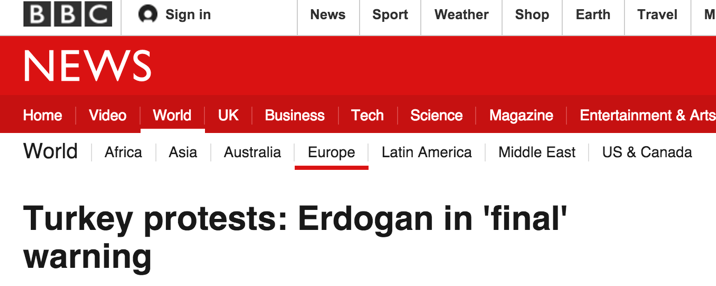 BBC Sign in News Sport Weather Shop Earth Travel M
NEWS
Home Video World UK Business Tech Science Magazine Entertainment & Arts
World Africa Asia Australia Europe Latin America Middle East US & Canada
Turkey protests: Erdogan in 'final'
warning